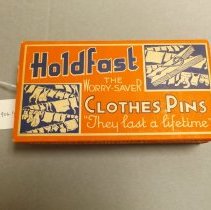 Holdfast
THE
WORRY-SAVER
CLOTHES PINS
"They last a lifetime"